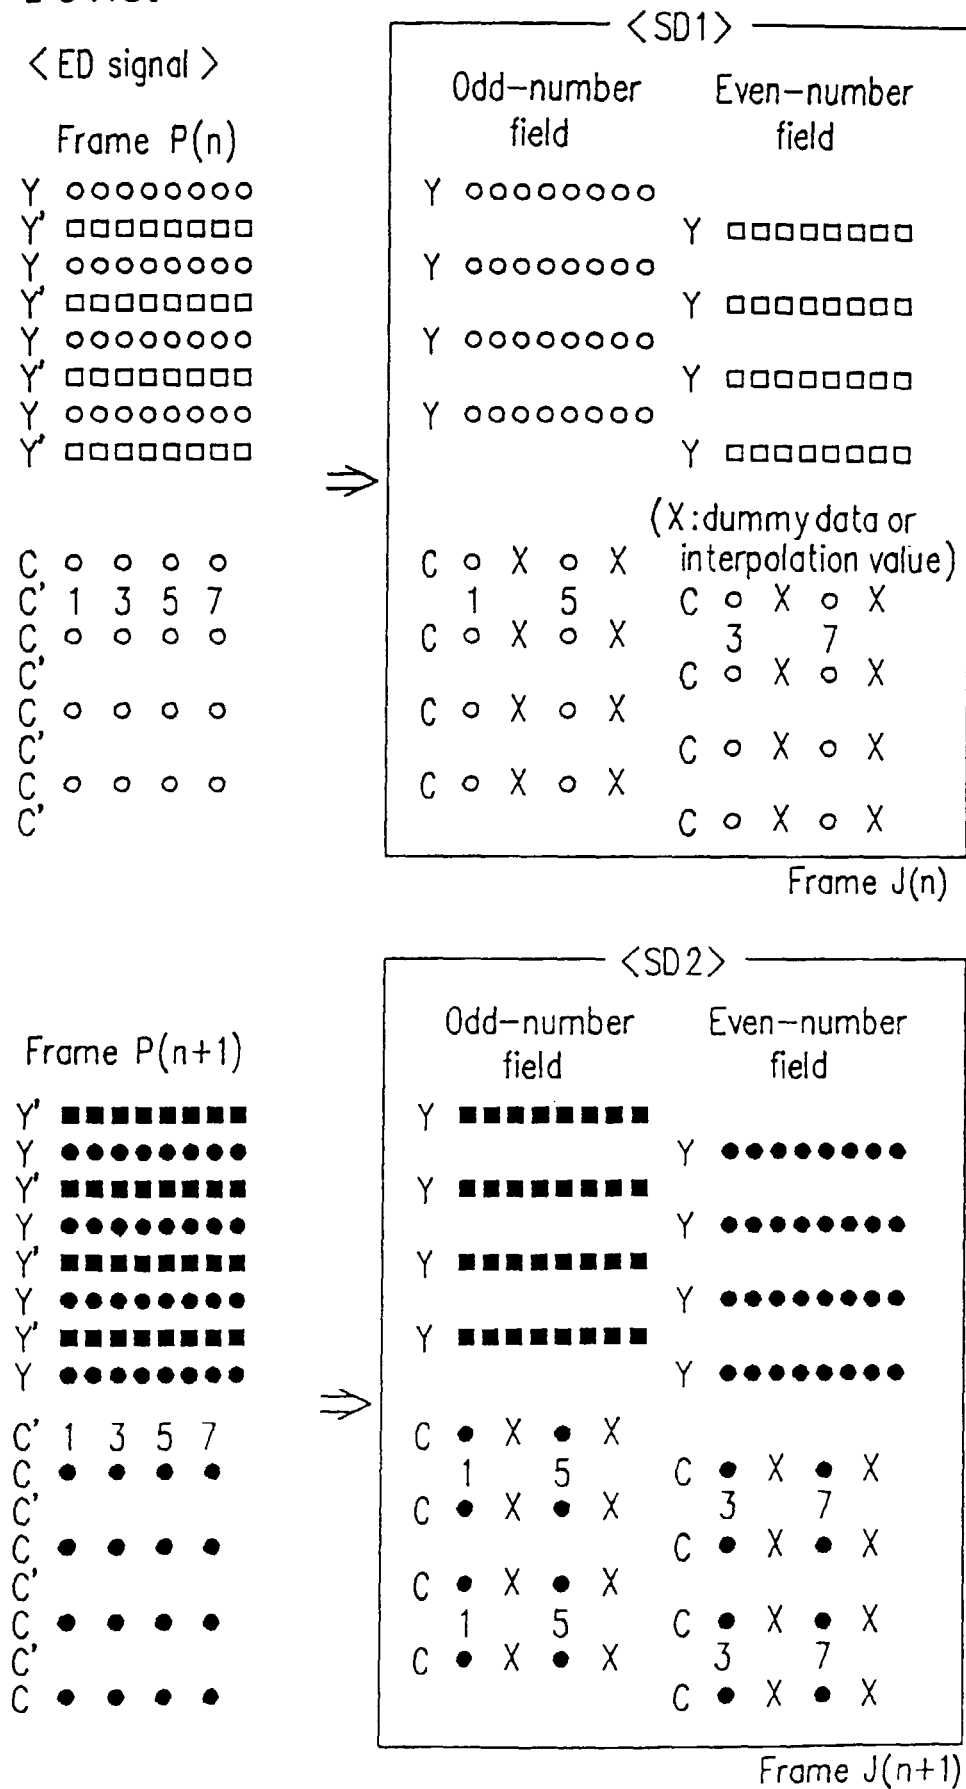 <SD1>
<ED signal>
Odd-number field
Even-number field
Frame P(n)
Y
Y'
Y
Y'
Y
Y'
Y
Y'
Y
Y
Y
Y
Y
Y
Y
Y
(X:dummy data or
interpolation value)
C
C' 1 3 5 7
C
C'
C
C'
C
C'
C X X
1 5
C X X
C X X
C X X
C X X
3 7
C X X
C X X
C X X
Frame J(n)
<SD2>
Odd-number field
Even-number field
Frame P(n+1)
Y'
Y
Y'
Y
Y'
Y
Y'
Y
Y
Y
Y
Y
Y
Y
Y
Y
C' 1 3 5 7
C
C'
C
C'
C
C'
C
C X X
1 5
C X X
C X X
1 5
C X X
C X X
3 7
C X X
C X X
3 7
C X X
Frame J(n+1)